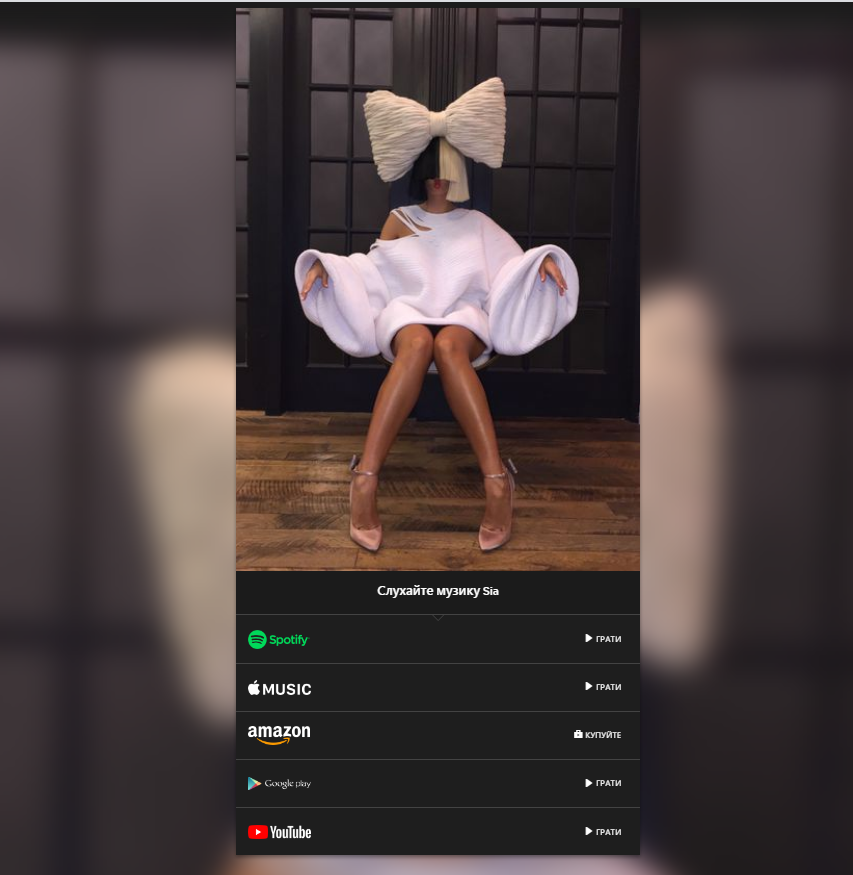 Слухайте музику Sia
Spotify
ГРАТИ
MUSIC
ГРАТИ
amazon
КУПУЙТЕ
Google play
ГРАТИ
YouTube
ГРАТИ